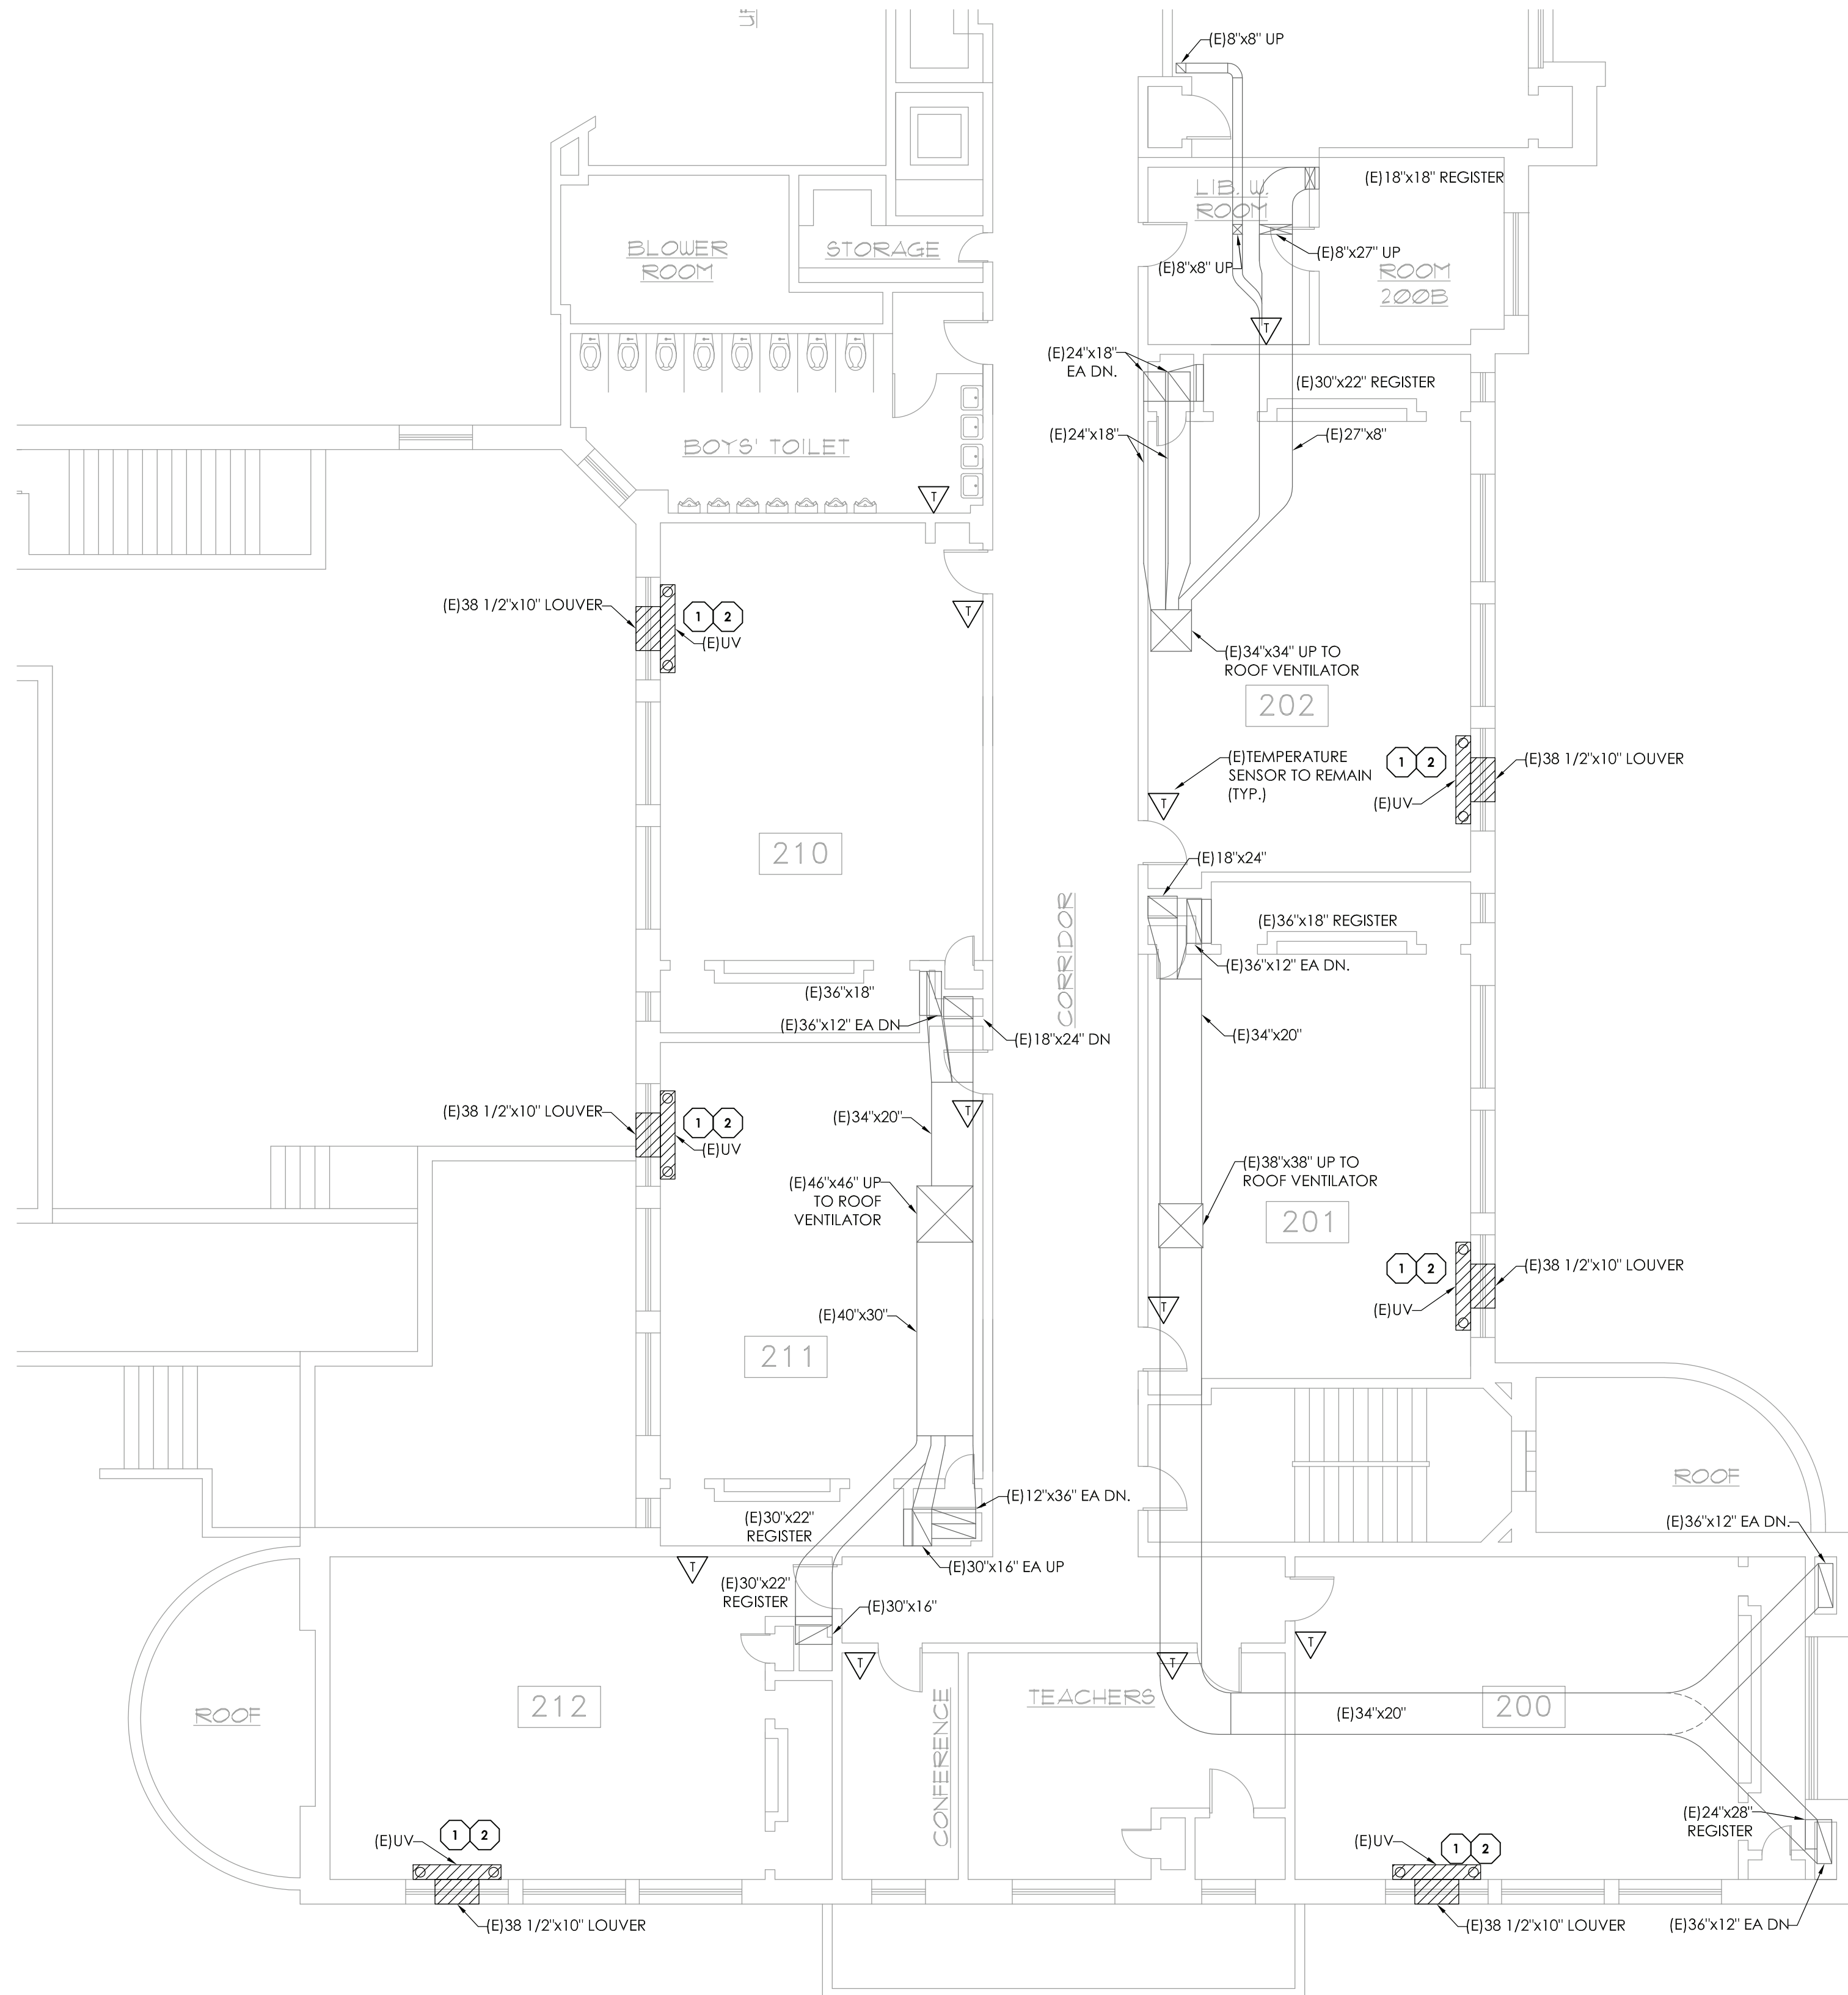 (E)8"x8" UP
(E)18"x18" REGISTER
LIB. W.
ROOM
BLOWER
ROOM
STORAGE
(E)8"x27" UP
(E)8"x8" UP
ROOM
200B
T
(E)24"x18"
EA DN.
(E)30"x22" REGISTER
(E)24"x18"
(E)27"x8"
BOYS' TOILET
T
(E)38 1/2"x10" LOUVER
1 2
(E)UV
T
(E)34"x34" UP TO
ROOF VENTILATOR
202
(E)TEMPERATURE
SENSOR TO REMAIN
(TYP.)
1 2
(E)38 1/2"x10" LOUVER
(E)UV
T
210
(E)18"x24"
CORRIDOR
(E)36"x18" REGISTER
(E)36"x12" EA DN.
(E)36"x18"
(E)36"x12" EA DN
(E)18"x24" DN
(E)34"x20"
(E)38 1/2"x10" LOUVER
1 2
(E)UV
(E)34"x20"
T
(E)46"x46" UP
TO ROOF
VENTILATOR
(E)38"x38" UP TO
ROOF VENTILATOR
201
1 2
(E)38 1/2"x10" LOUVER
(E)UV
T
(E)40"x30"
211
ROOF
(E)12"x36" EA DN.
(E)30"x22"
REGISTER
(E)36"x12" EA DN.
(E)30"x16" EA UP
T
(E)30"x22"
REGISTER
(E)30"x16"
T
T
T
ROOF
212
CONFERENCE
TEACHERS
(E)34"x20"
200
(E)24"x28"
REGISTER
1 2
(E)UV
1 2
(E)UV
(E)38 1/2"x10" LOUVER
(E)38 1/2"x10" LOUVER
(E)36"x12" EA DN